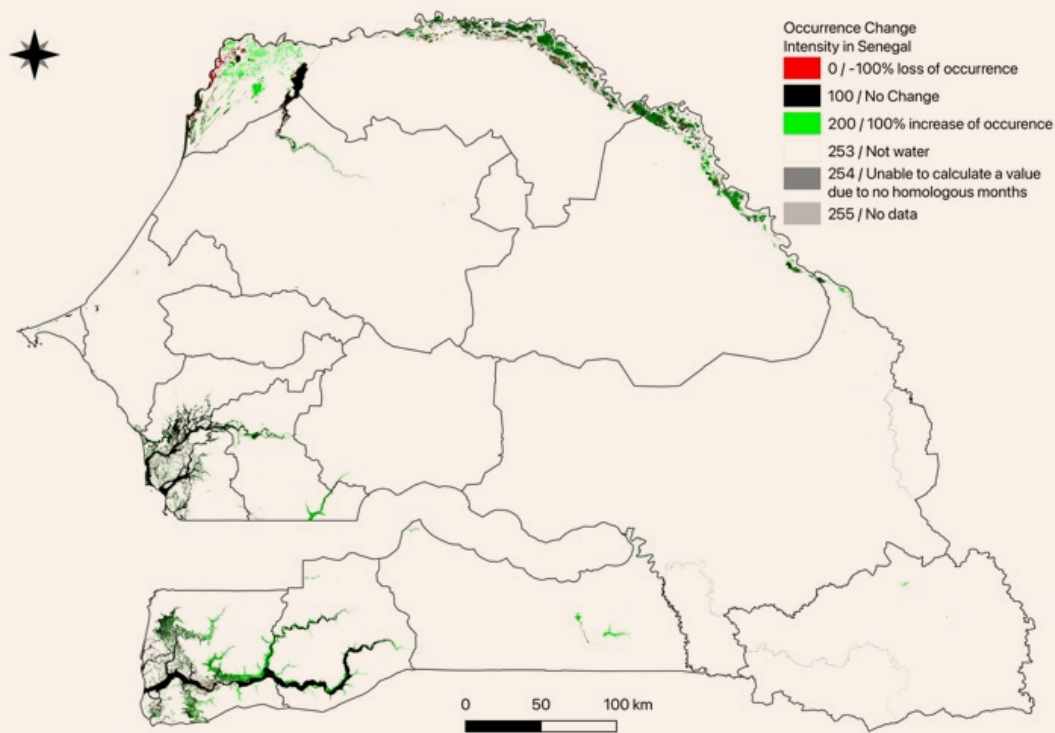 Occurrence Change
Intensity in Senegal
0 / -100% loss of occurrence
100 / No Change
200 / 100% increase of occurence
253 / Not water
254 / Unable to calculate a value
due to no homologous months
255 / No data
0 50 100 km